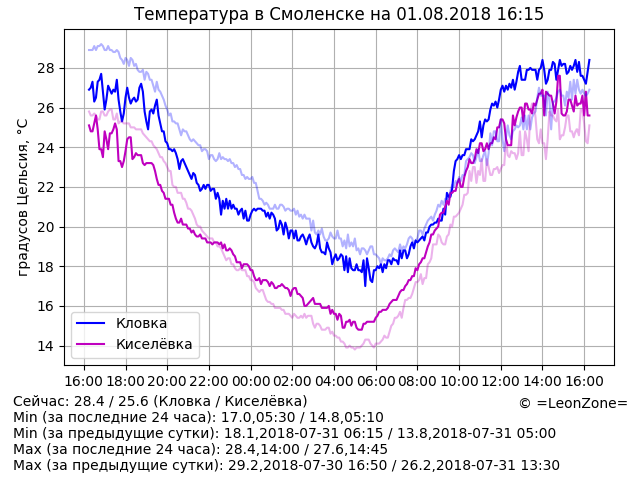 Температура в Смоленске на 01.08.2018 16:15
градусов Цельсия, °C
28
26
24
22
20
18
16
14
Кловка
Киселёвка
16:00 18:00 20:00 22:00 00:00 02:00 04:00 06:00 08:00 10:00 12:00 14:00 16:00
Сейчас: 28.4 / 25.6 (Кловка / Киселёвка)
© =LeonZone=
Min (за последние 24 часа): 17.0,05:30 / 14.8,05:10
Min (за предыдущие сутки): 18.1,2018-07-31 06:15 / 13.8,2018-07-31 05:00
Max (за последние 24 часа): 28.4,14:00 / 27.6,14:45
Max (за предыдущие сутки): 29.2,2018-07-30 16:50 / 26.2,2018-07-31 13:30